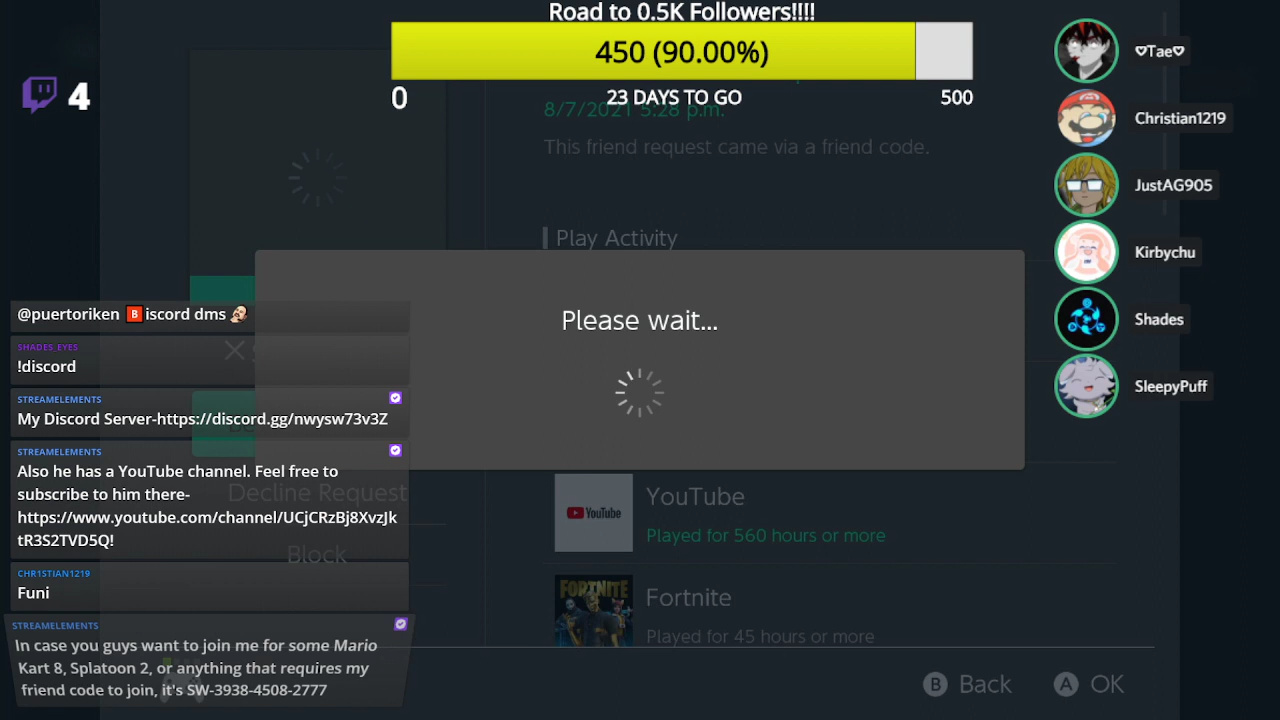 Road to 0.5K Followers!!!!
450 (90.00%)
4
0
23 DAYS TO GO
500
8/7/2021 5:28 p.m.
This friend request came via a friend code.
Play Activity
♡Tae♡
Christian1219
JustAG905
Kirbychu
Shades
SleepyPuff
Please wait...
@puertoriken 🅱iscord dms
SHADES_EYES
!discord
STREAMELEMENTS
My Discord Server-https://discord.gg/nwysw73v3Z
STREAMELEMENTS
Also he has a YouTube channel. Feel free to
subscribe to him there-
https://www.youtube.com/channel/UCjCRzBj8XvzJk
tR3S2TVD5Q!
CHR1STIAN1219
Funi
STREAMELEMENTS
In case you guys want to join me for some Mario
Kart 8, Splatoon 2, or anything that requires my
friend code to join, it's SW-3938-4508-2777
Decline Request
Block
YouTube
YouTube
Played for 560 hours or more
FORTNITE
Fortnite
Played for 45 hours or more
B Back
A OK